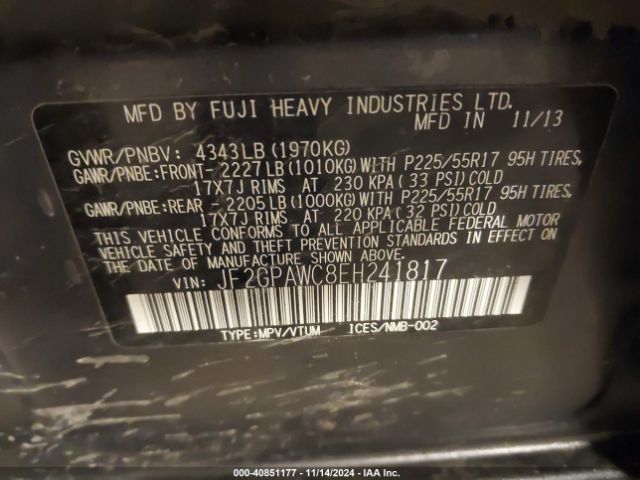 MFD BY FUJI HEAVY INDUSTRIES LTD.
MFD IN 11/13
GVWR/PNBV: 4343LB(1970KG)
GAWR/PNBE:FRONT-2227LB(1010KG)WITH P225/55R17 95H TIRES,
17X7J RIMS AT 230 KPA(33 PSI)COLD
GAWR/PNBE:REAR -2205LB(1000KG)WITH P225/55R17 95H TIRES,
17X7J RIMS AT 220 KPA(32 PSI)COLD
THIS VEHICLE CONFORMS TO ALL APPLICABLE FEDERAL MOTOR
VEHICLE SAFETY AND THEFT PREVENTION STANDARDS IN EFFECT ON
THE DATE OF MANUFACTURE SHOWN ABOVE.
VIN: JF2GPAWC8EH241817
TYPE:MPV/VTUM ICES/NMB-002
000-40851177 - 11/14/2024 - IAA Inc.